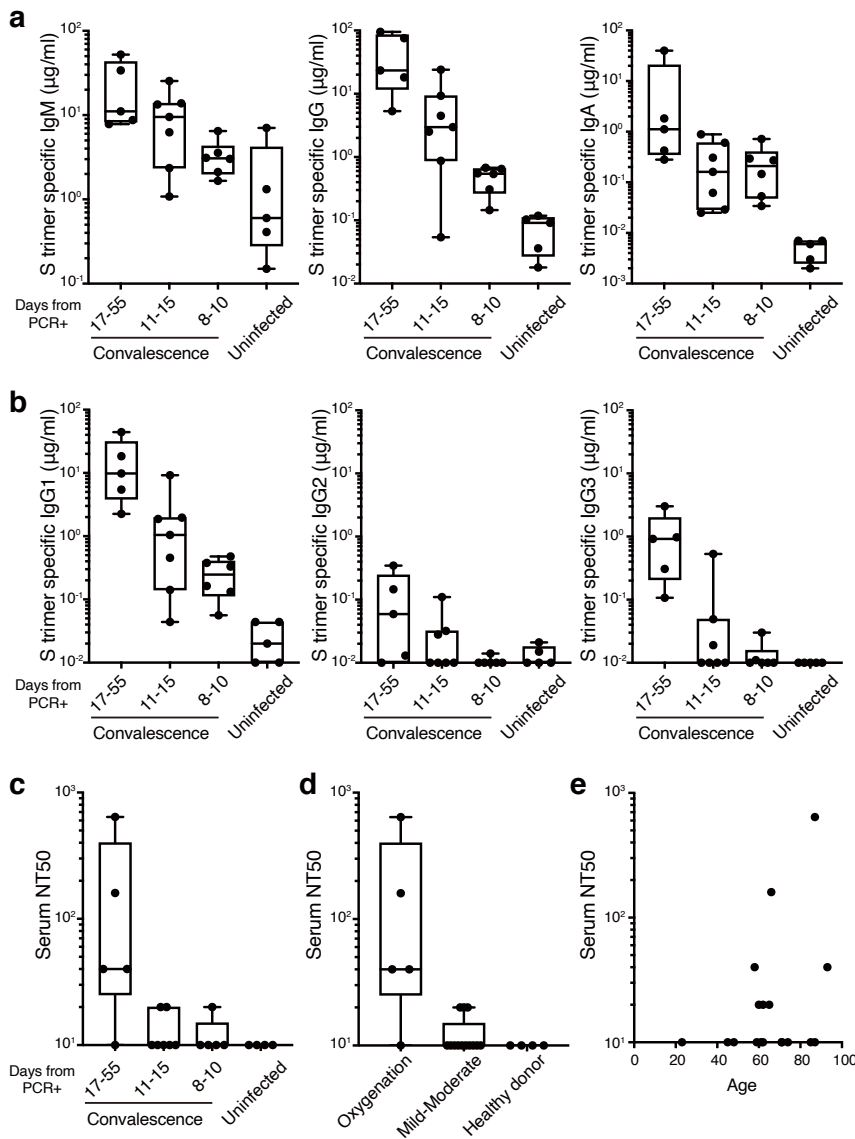 a
S trimer specific IgM (μg/ml)
10²
10¹
10⁰
10⁻¹
Days from
PCR+
17-55
11-15
8-10
Uninfected
Convalescence
S trimer specific IgG (μg/ml)
10²
10¹
10⁰
10⁻¹
10⁻²
17-55
11-15
8-10
Uninfected
Convalescence
S trimer specific IgA (μg/ml)
10²
10¹
10⁰
10⁻¹
10⁻²
10⁻³
17-55
11-15
8-10
Uninfected
Convalescence
b
S trimer specific IgG1 (μg/ml)
10²
10¹
10⁰
10⁻¹
10⁻²
Days from
PCR+
17-55
11-15
8-10
Uninfected
Convalescence
S trimer specific IgG2 (μg/ml)
10²
10¹
10⁰
10⁻¹
10⁻²
17-55
11-15
8-10
Uninfected
Convalescence
S trimer specific IgG3 (μg/ml)
10²
10¹
10⁰
10⁻¹
10⁻²
17-55
11-15
8-10
Uninfected
Convalescence
c
Serum NT50
10³
10²
10¹
Days from
PCR+
17-55
11-15
8-10
Uninfected
Convalescence
d
Serum NT50
10³
10²
10¹
Oxygenation
Mild-Moderate
Healthy donor
e
Serum NT50
10³
10²
10¹
0 20 40 60 80 100
Age